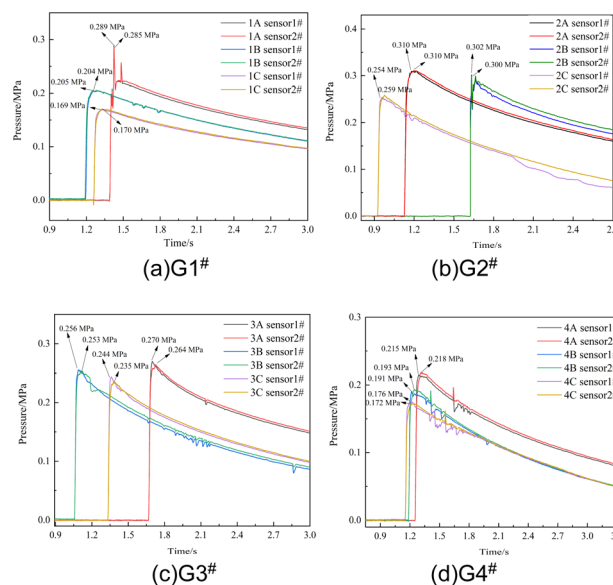 0.289 MPa
0.285 MPa
0.204 MPa
0.205 MPa
0.169 MPa
0.170 MPa
1A sensor1#
1A sensor2#
1B sensor1#
1B sensor2#
1C sensor1#
1C sensor2#
Pressure/MPa
0.3
0.2
0.1
0.0
0.9 1.2 1.5 1.8 2.1 2.4 2.7 3.0
Time/s
(a)G1#
0.310 MPa
0.310 MPa
0.302 MPa
0.300 MPa
0.254 MPa
0.259 MPa
2A sensor1#
2A sensor2#
2B sensor1#
2B sensor2#
2C sensor1#
2C sensor2#
Pressure/MPa
0.4
0.3
0.2
0.1
0.0
0.9 1.2 1.5 1.8 2.1 2.4 2.7
Time/s
(b)G2#
0.256 MPa
0.253 MPa
0.244 MPa
0.235 MPa
0.270 MPa
0.264 MPa
3A sensor1#
3A sensor2#
3B sensor1#
3B sensor2#
3C sensor1#
3C sensor2#
Pressure/MPa
0.3
0.2
0.1
0.0
0.9 1.2 1.5 1.8 2.1 2.4 2.7 3.0
Time/s
(c)G3#
0.215 MPa
0.218 MPa
0.193 MPa
0.191 MPa
0.176 MPa
0.172 MPa
4A sensor1
4A sensor2
4B sensor1
4B sensor2
4C sensor1
4C sensor2
Pressure/MPa
0.3
0.2
0.1
0.0
0.9 1.2 1.5 1.8 2.1 2.4 2.7 3.0 3.
Time/s
(d)G4#